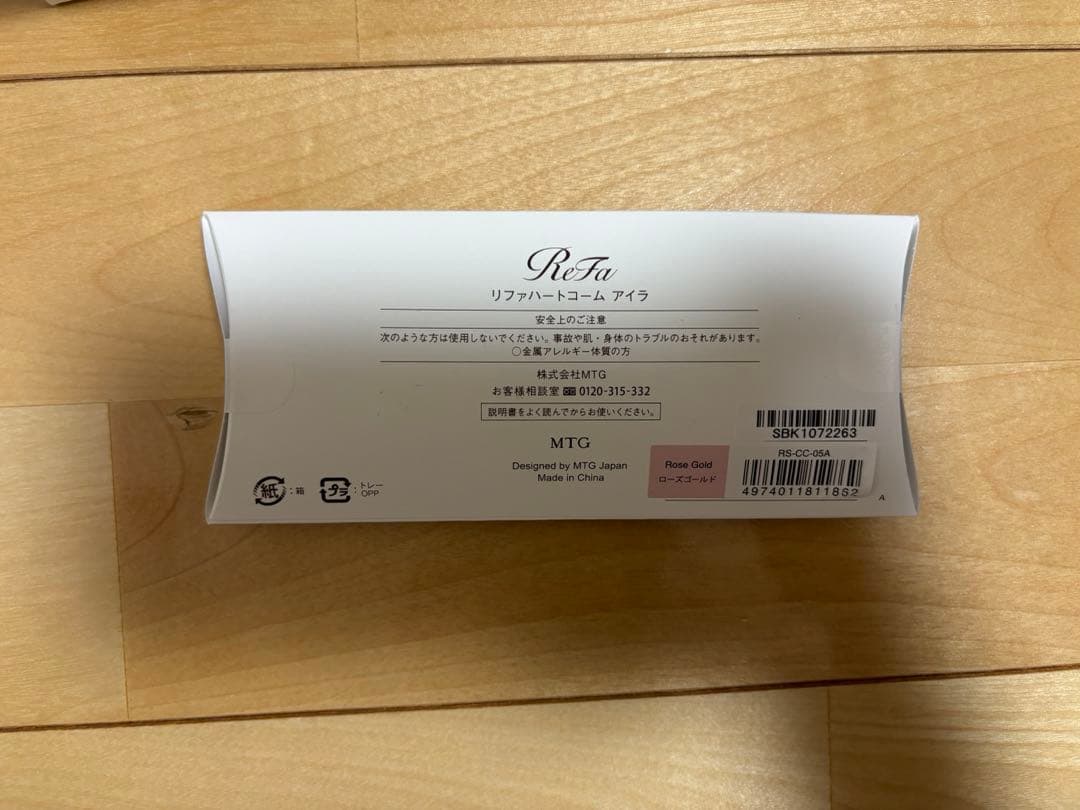 ReFa
リファハートコーム アイラ
安全上のご注意
次のような方は使用しないでください。事故や肌・身体のトラブルのおそれがあります。
○金属アレルギー体質の方
株式会社MTG
お客様相談室 0120-315-332
説明書をよく読んでからお使いください。
MTG
Designed by MTG Japan
Made in China
紙:箱
プラ:トレー
OPP
Rose Gold
ローズゴールド
SBK1072263
RS-CC-05A
4974011811862
A